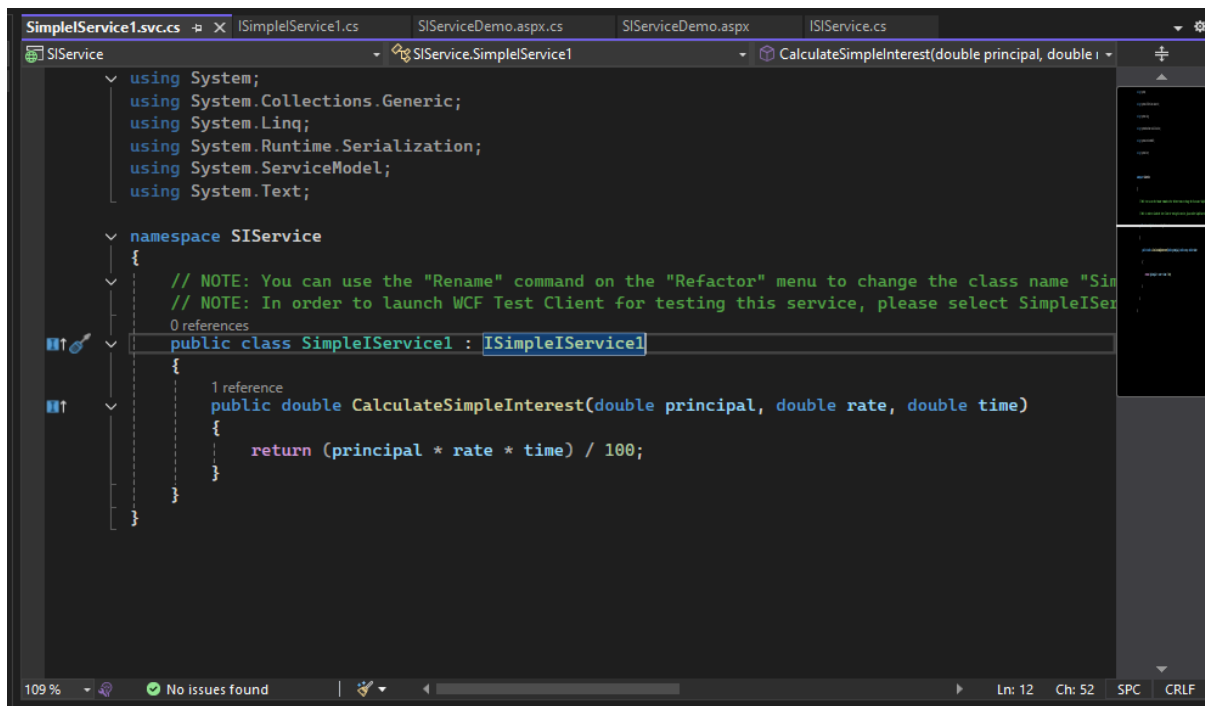 SimpleIService1.svc.cs
ISimpleIService1.cs
SIServiceDemo.aspx.cs
SIServiceDemo.aspx
ISIService.cs
SIService
SIService.SimpleIService1
CalculateSimpleInterest(double principal, double r
using System;
using System.Collections.Generic;
using System.Linq;
using System.Runtime.Serialization;
using System.ServiceModel;
using System.Text;
namespace SIService
{
// NOTE: You can use the "Rename" command on the "Refactor" menu to change the class name "Sim
// NOTE: In order to launch WCF Test Client for testing this service, please select SimpleISer
0 references
public class SimpleIService1 : ISimpleIService1
{
1 reference
public double CalculateSimpleInterest(double principal, double rate, double time)
{
return (principal * rate * time) / 100;
}
}
}
109 %
No issues found
Ln: 12
Ch: 52
SPC
CRLF